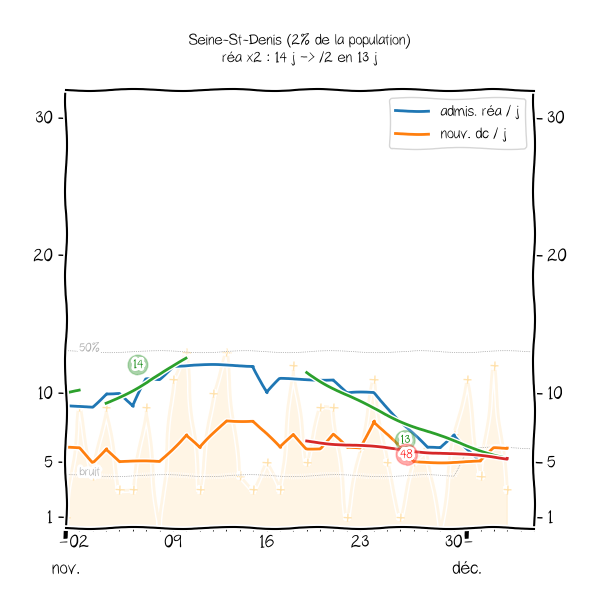 Seine-St-Denis (2% de la population)
réa x2 : 14 j -> /2 en 13 j
admis. réa / j
nouv. dc / j
30
30
20
20
50%
14
10
10
13
48
5
5
bruit
1
1
02
09
16
23
30
nov.
déc.